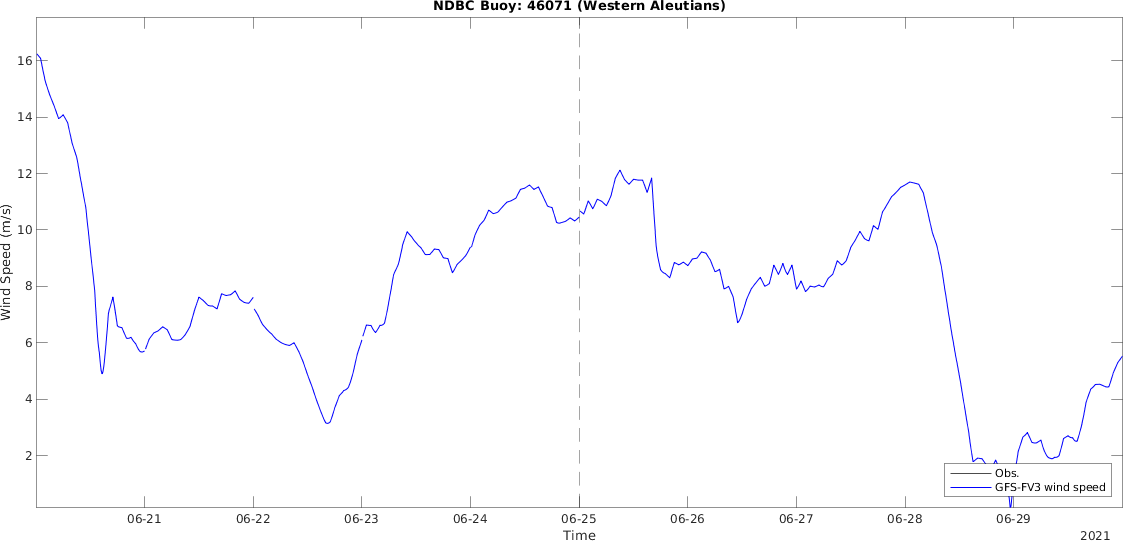 NDBC Buoy: 46071 (Western Aleutians)
16
14
12
10
8
6
4
2
Wind Speed (m/s)
Obs.
GFS-FV3 wind speed
06-21 06-22 06-23 06-24 06-25 06-26 06-27 06-28 06-29
Time
2021